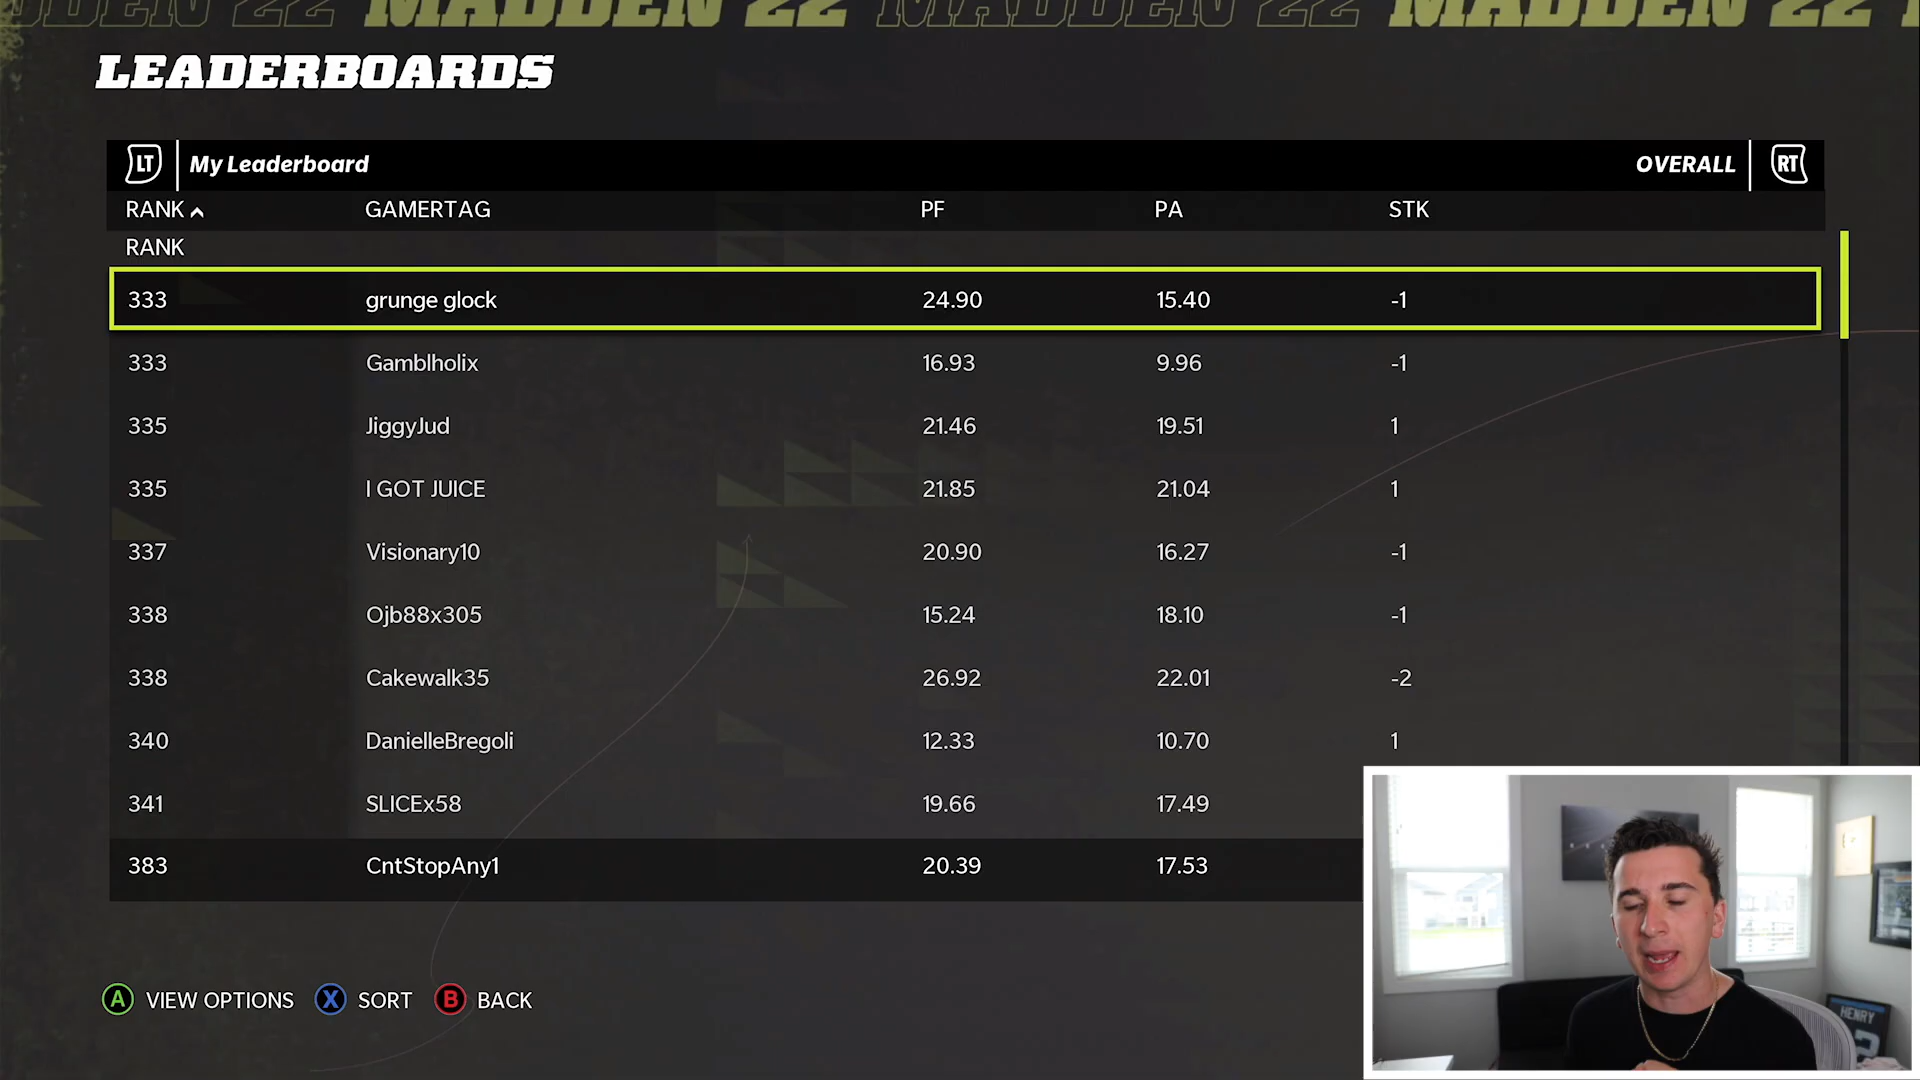 MADDEN 22 MADDEN 22 MADDEN 22
LEADERBOARDS
LT My Leaderboard OVERALL RT
RANK GAMERTAG PF PA STK
RANK
333 grunge glock 24.90 15.40 -1
333 Gamblholix 16.93 9.96 -1
335 JiggyJud 21.46 19.51 1
335 I GOT JUICE 21.85 21.04 1
337 Visionary10 20.90 16.27 -1
338 Ojb88x305 15.24 18.10 -1
338 Cakewalk35 26.92 22.01 -2
340 DanielleBregoli 12.33 10.70 1
341 SLICEx58 19.66 17.49
383 CntStopAny1 20.39 17.53
A VIEW OPTIONS X SORT B BACK
HENRY